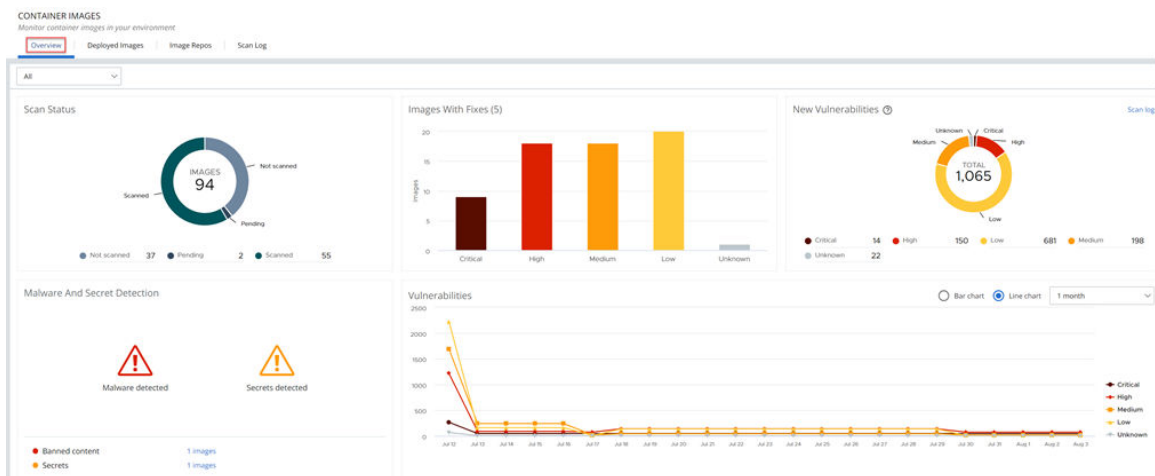 CONTAINER IMAGES
Monitor container images in your environment
Overview
Deployed Images
Image Repos
Scan Log
All
Scan Status
IMAGES
94
Not scanned
Scanned
Pending
Not scanned 37
Pending 2
Scanned 55
Images With Fixes (5)
20
15
10
5
0
Images
Critical
High
Medium
Low
Unknown
New Vulnerabilities
Scan log
Unknown
Critical
Medium
High
TOTAL
1,065
Low
Critical 14
High 150
Low 681
Medium 198
Unknown 22
Malware And Secret Detection
Malware detected
Secrets detected
Banned content 1 images
Secrets 1 images
Vulnerabilities
Bar chart
Line chart
1 month
2500
2000
1500
1000
500
0
Jul 12 Jul 13 Jul 14 Jul 15 Jul 16 Jul 17 Jul 18 Jul 19 Jul 20 Jul 21 Jul 22 Jul 23 Jul 24 Jul 25 Jul 26 Jul 27 Jul 28 Jul 29 Jul 30 Jul 31 Aug 1 Aug 2 Aug 3
Critical
High
Medium
Low
Unknown